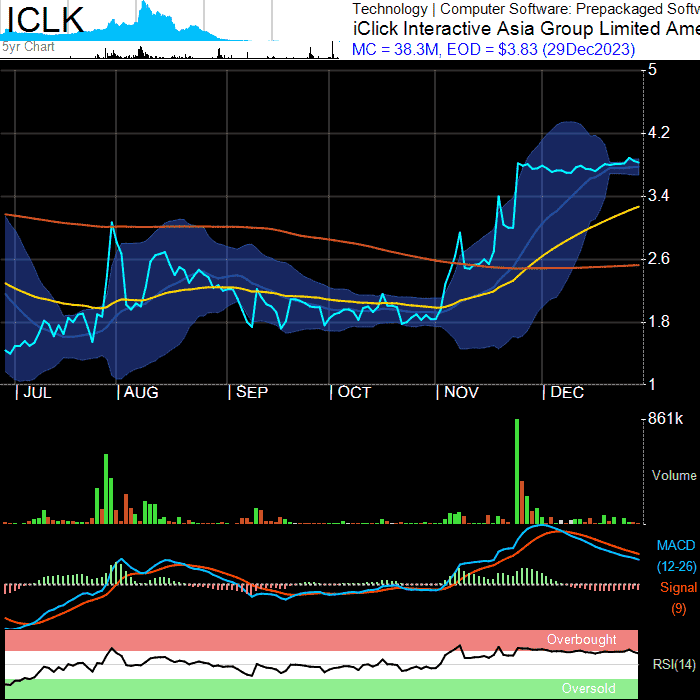 ICLK
5yr Chart
Technology | Computer Software: Prepackaged Softw
iClick Interactive Asia Group Limited Ame
MC = 38.3M, EOD = $3.83 (29Dec2023)
5
4.2
3.4
2.6
1.8
1
| JUL | AUG | SEP | OCT | NOV | DEC
861k
Volume
MACD
(12-26)
Signal
(9)
Overbought
RSI(14)
Oversold